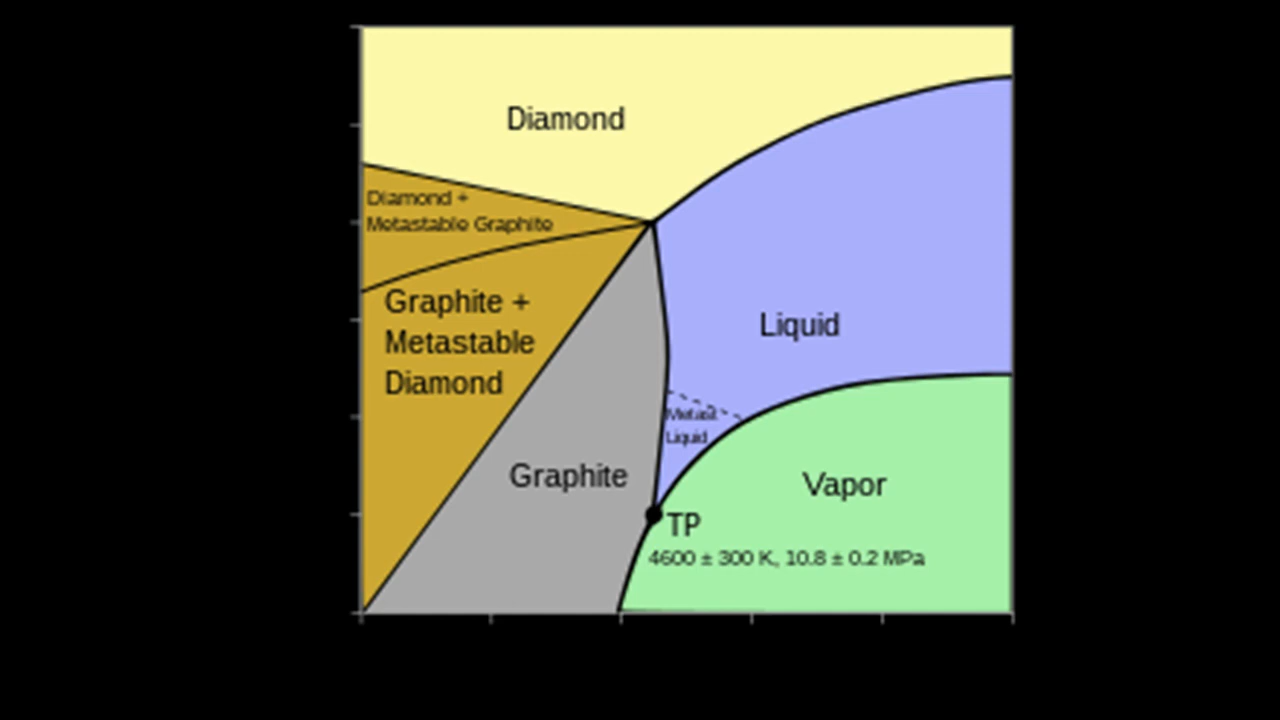 Diamond
Diamond +
Metastable Graphite
Graphite +
Metastable
Diamond
Liquid
Metast
Liquid
Graphite
Vapor
TP
4600 ± 300 K, 10.8 ± 0.2 MPa